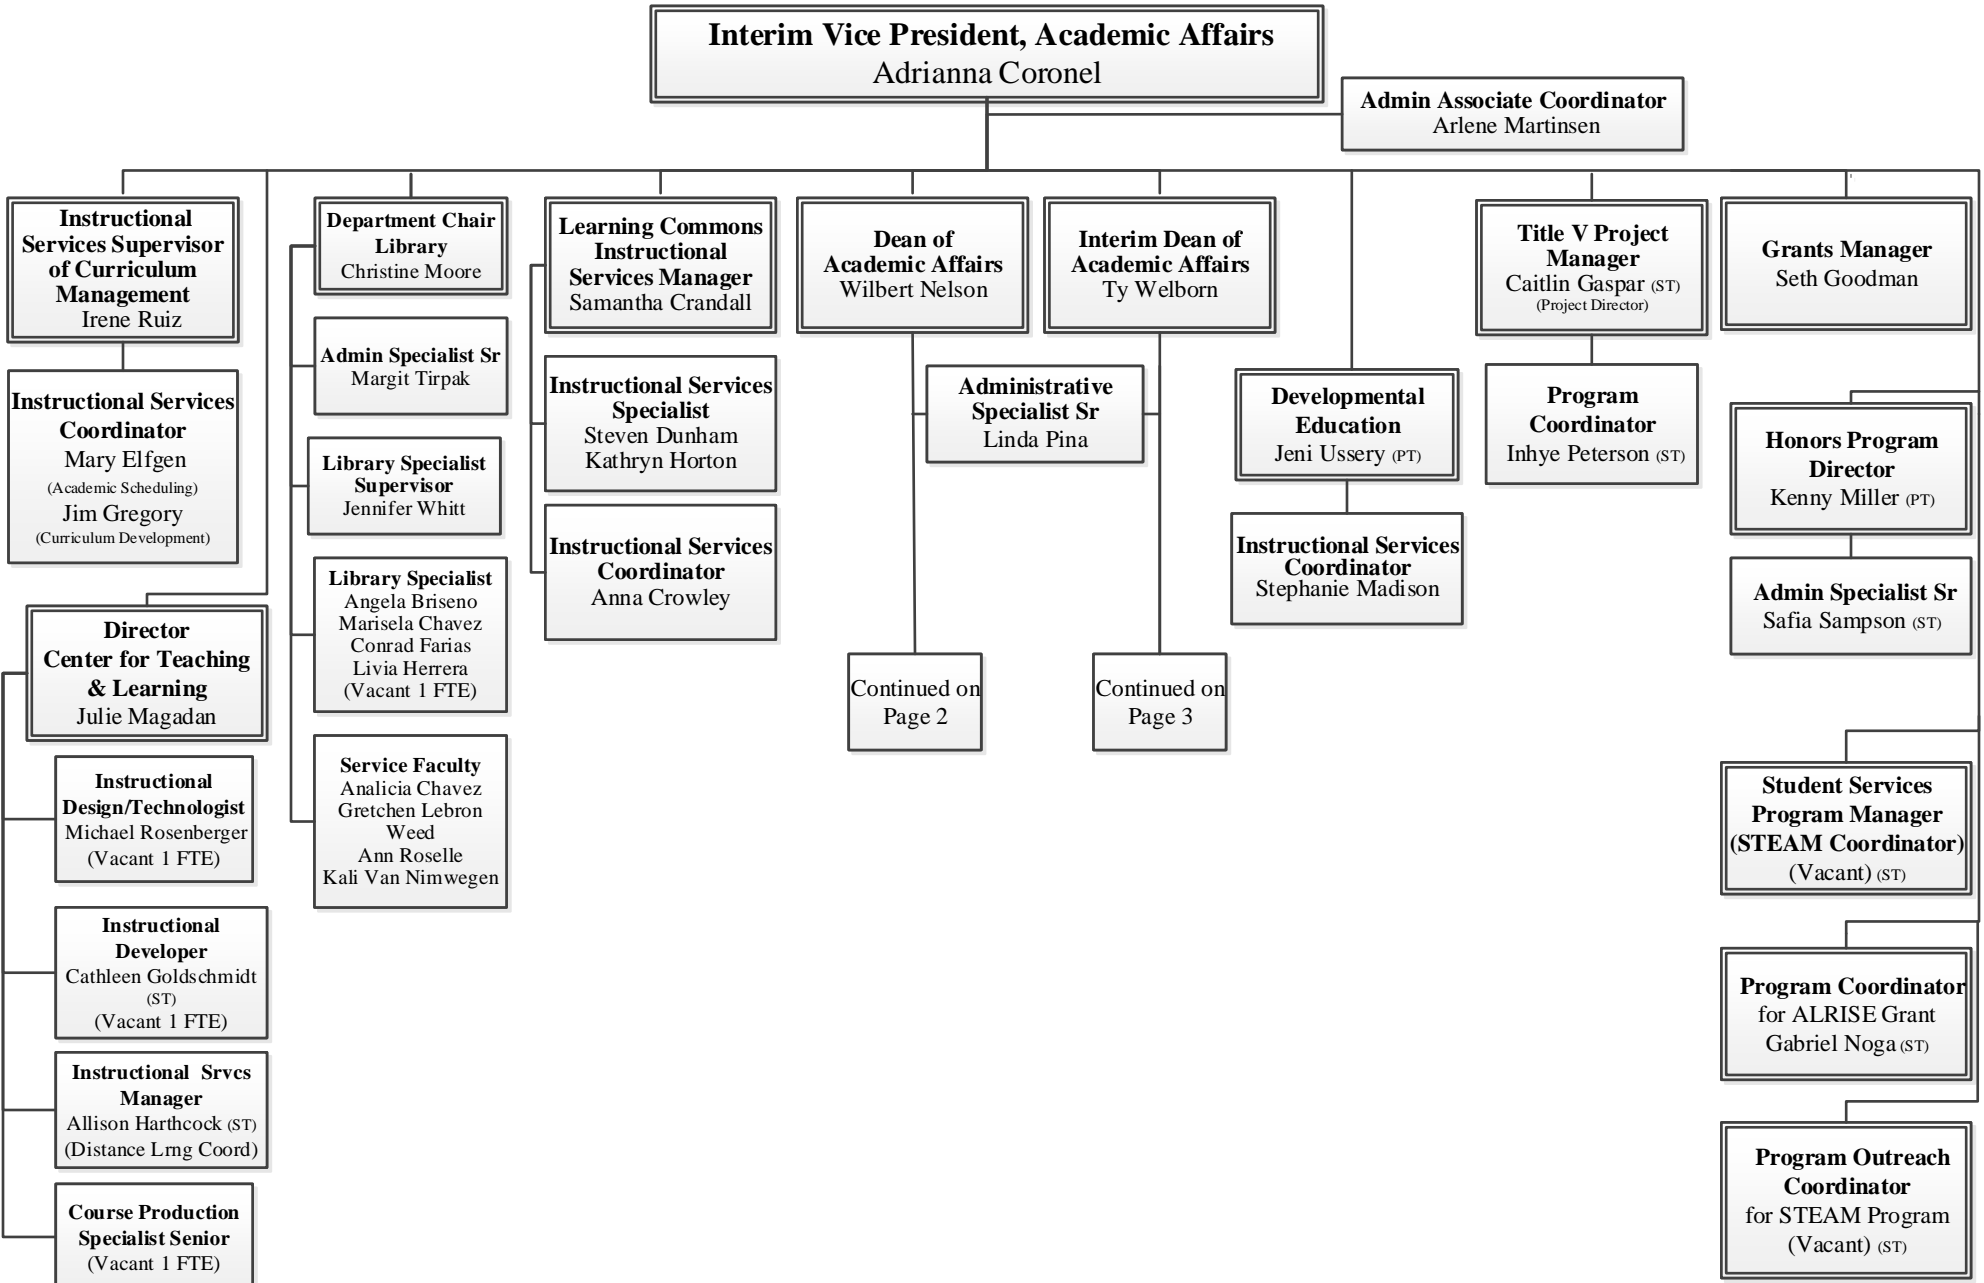 Interim Vice President, Academic Affairs
Adrianna Coronel
Admin Associate Coordinator
Arlene Martinsen
Instructional
Services Supervisor
of Curriculum
Management
Irene Ruiz
Instructional Services
Coordinator
Mary Elfgen
(Academic Scheduling)
Jim Gregory
(Curriculum Development)
Director
Center for Teaching
& Learning
Julie Magadan
Instructional
Design/Technologist
Michael Rosenberger
(Vacant 1 FTE)
Instructional
Developer
Cathleen Goldschmidt
(ST)
(Vacant 1 FTE)
Instructional Srvcs
Manager
Allison Harthcock (ST)
(Distance Lrng Coord)
Course Production
Specialist Senior
(Vacant 1 FTE)
Department Chair
Library
Christine Moore
Admin Specialist Sr
Margit Tirpak
Library Specialist
Supervisor
Jennifer Whitt
Library Specialist
Angela Briseno
Marisela Chavez
Conrad Farias
Livia Herrera
(Vacant 1 FTE)
Service Faculty
Analicia Chavez
Gretchen Lebron
Weed
Ann Roselle
Kali Van Nimwegen
Learning Commons
Instructional
Services Manager
Samantha Crandall
Instructional Services
Specialist
Steven Dunham
Kathryn Horton
Instructional Services
Coordinator
Anna Crowley
Dean of
Academic Affairs
Wilbert Nelson
Interim Dean of
Academic Affairs
Ty Welborn
Administrative
Specialist Sr
Linda Pina
Continued on
Page 2
Continued on
Page 3
Developmental
Education
Jeni Ussery (PT)
Instructional Services
Coordinator
Stephanie Madison
Title V Project
Manager
Caitlin Gaspar (ST)
(Project Director)
Program
Coordinator
Inhye Peterson (ST)
Grants Manager
Seth Goodman
Honors Program
Director
Kenny Miller (PT)
Admin Specialist Sr
Safia Sampson (ST)
Student Services
Program Manager
(STEAM Coordinator)
(Vacant) (ST)
Program Coordinator
for ALRISE Grant
Gabriel Noga (ST)
Program Outreach
Coordinator
for STEAM Program
(Vacant) (ST)